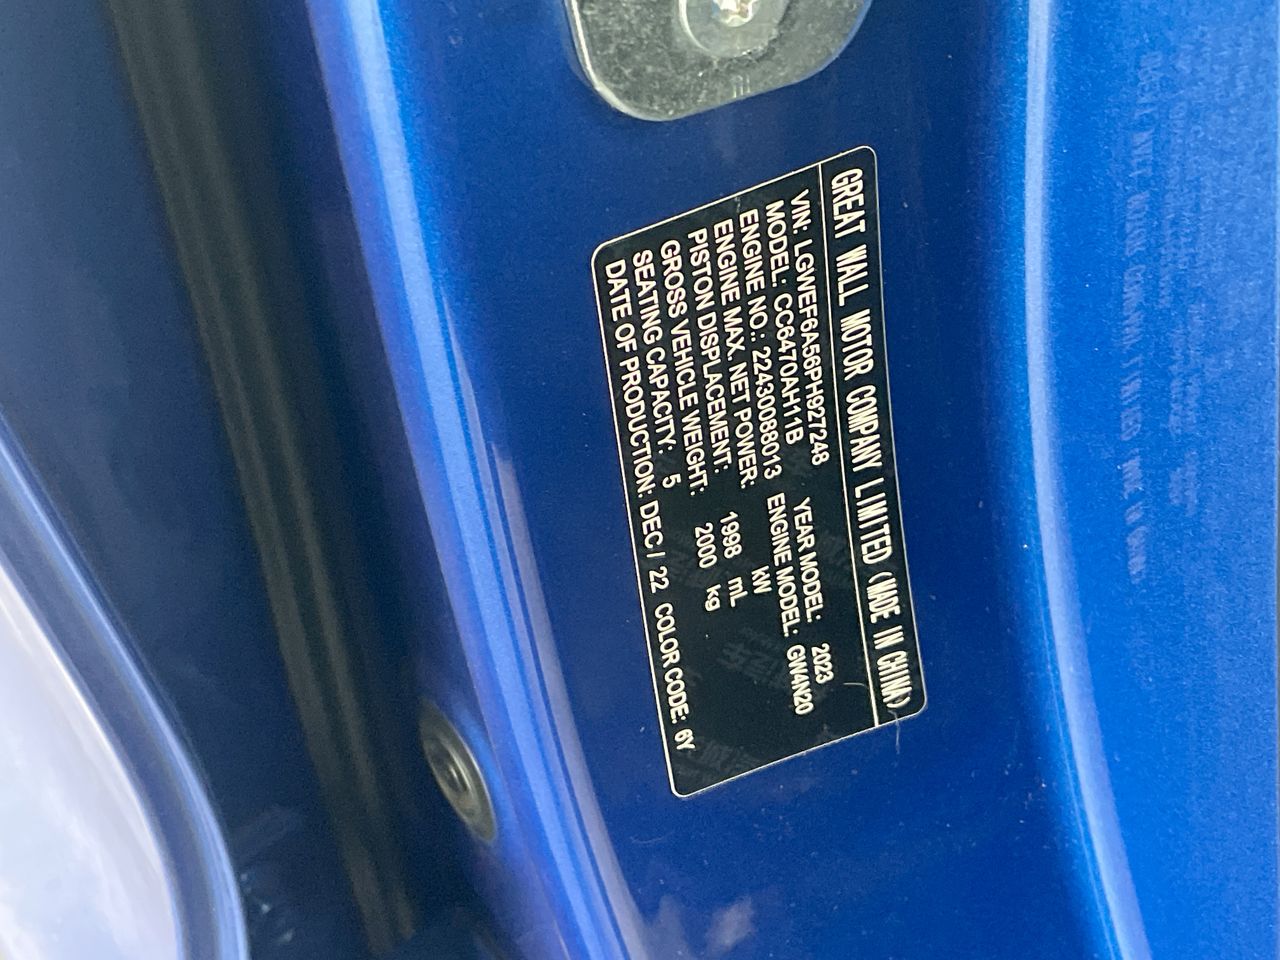 GREAT WALL MOTOR COMPANY LIMITED (MADE IN CHINA)
VIN: LGWEF6A56PH927248 YEAR MODEL: 2023
MODEL: CC6470AH11B ENGINE MODEL: GW4N20
ENGINE NO.: 22430088013
ENGINE MAX. NET POWER: kW
PISTON DISPLACEMENT: 1998 mL
GROSS VEHICLE WEIGHT: 2000 kg
SEATING CAPACITY: 5
DATE OF PRODUCTION: DEC / 22 COLOR CODE: 6Y